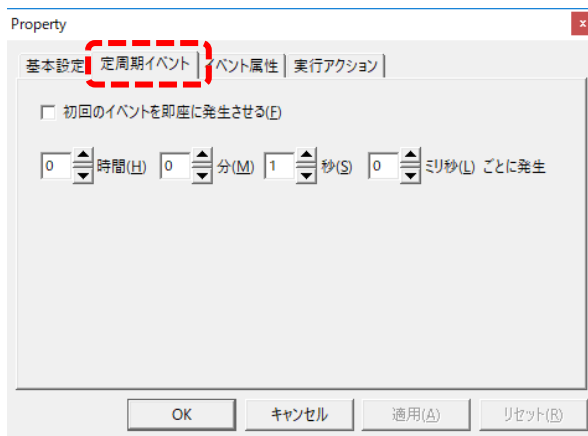 Property
x
基本設定 定周期イベント イベント属性 実行アクション
初回のイベントを即座に発生させる(F)
0 時間(H) 0 分(M) 1 秒(S) 0 ミリ秒(L) ごとに発生
OK キャンセル 適用(A) リセット(R)